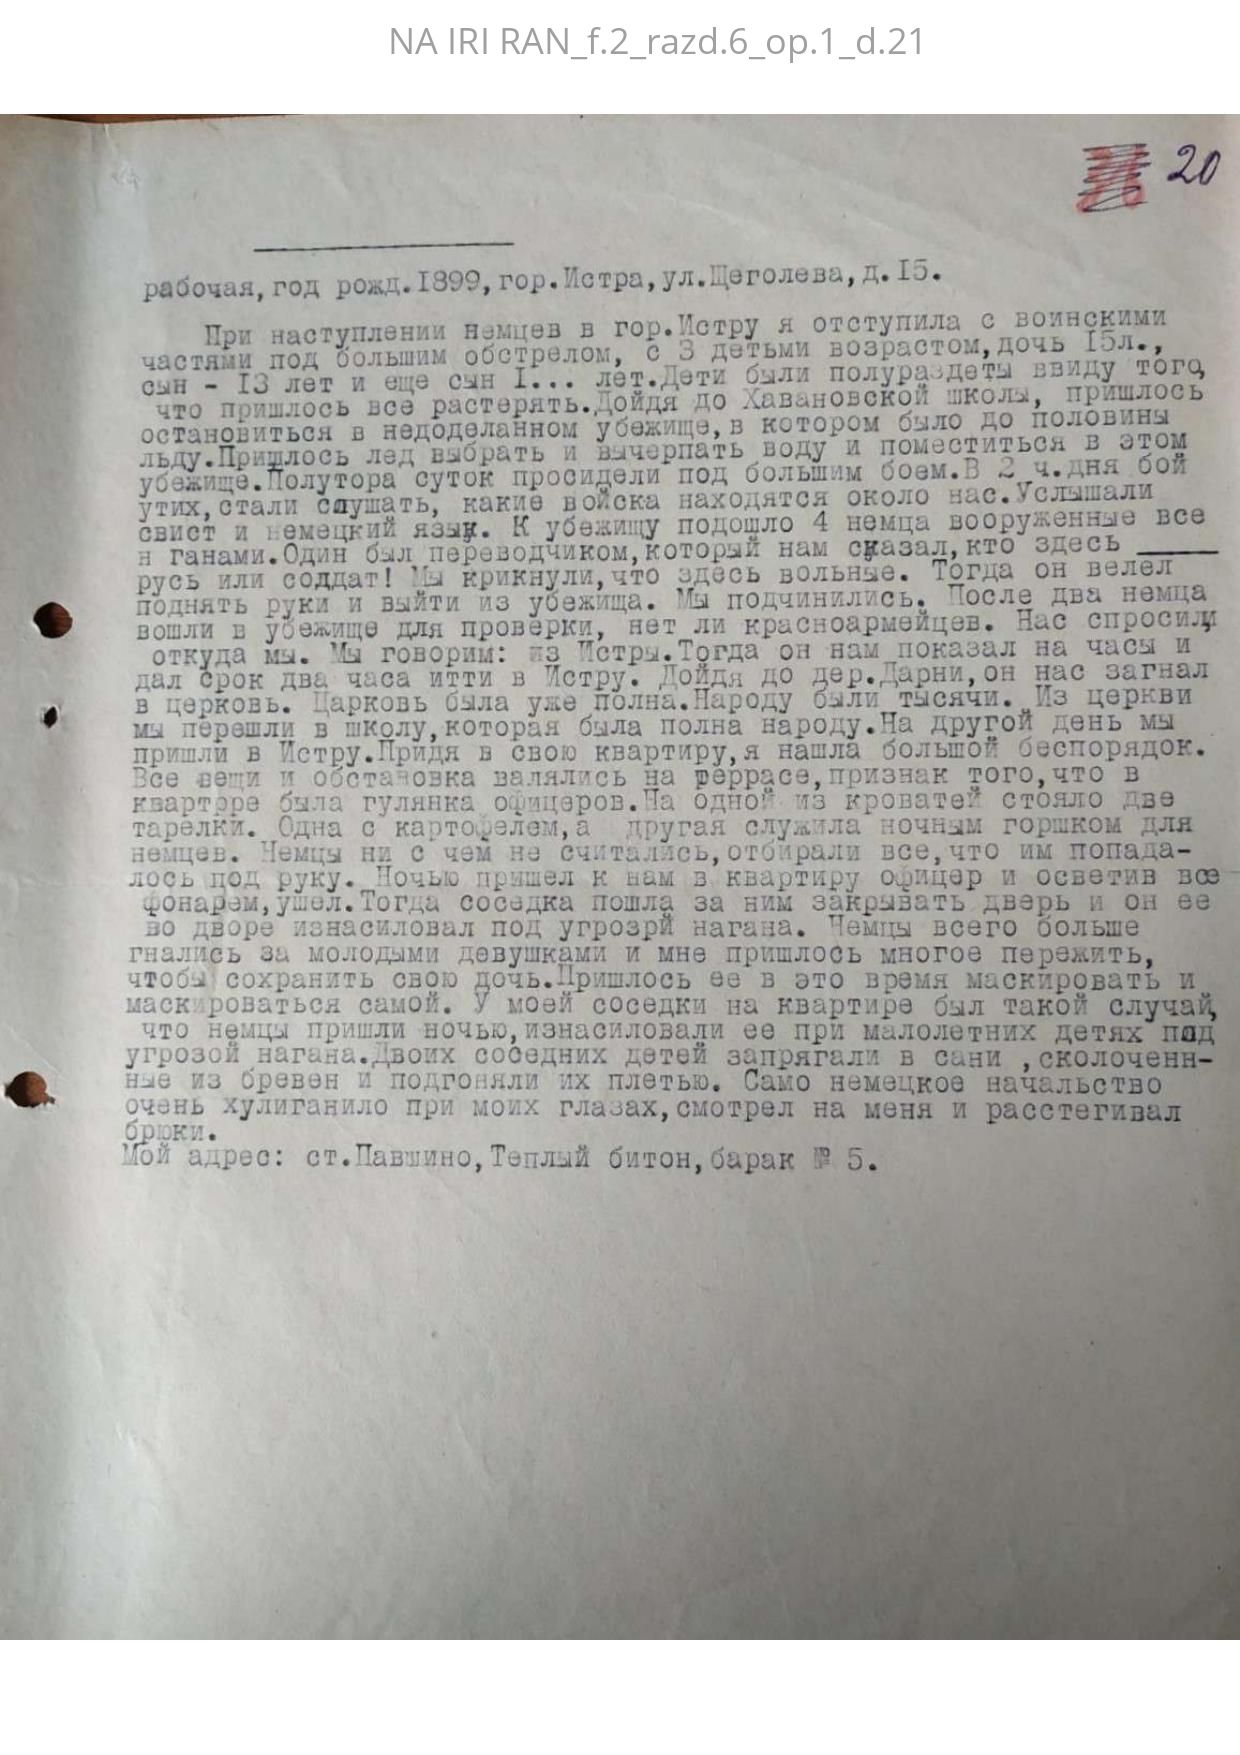 NA IRI RAN_f.2_razd.6_op.1_d.21
20
рабочая, год рожд.1899, гор.Истра, ул.Щеголева, д.15.
При наступлении немцев в гор.Истру я отступила с воинскими
частями под большим обстрелом, с 3 детьми возрастом, дочь 15л.,
сын - 13 лет и еще сын 1... лет.Дети были полураздеты ввиду того,
что пришлось все растерять.Дойдя до Хавановской школы, пришлось
остановиться в недоделанном убежище, в котором было до половины
льду.Пришлось лед выбрать и вычерпать воду и поместиться в этом
убежище.Полутора суток просидели под большим боем.В 2 ч.дня бой
утих, стали слушать, какие войска находятся около нас.Услышали
свист и немецкий язык. К убежищу подошло 4 немца вооруженные все
н ганами.Один был переводчиком, который нам сказал, кто здесь ____
русь или солдат! Мы крикнули, что здесь вольные. Тогда он велел
поднять руки и выйти из убежища. Мы подчинились. После два немца
вошли в убежище для проверки, нет ли красноармейцев. Нас спросили
откуда мы. Мы говорим: из Истры.Тогда он нам показал на часы и
дал срок два часа итти в Истру. Дойдя до дер.Дарни, он нас загнал
в церковь. Царковь была уже полна.Народу были тысячи. Из церкви
мы перешли в школу, которая была полна народу.На другой день мы
пришли в Истру.Придя в свою квартиру, я нашла большой беспорядок.
Все вещи и обстановка валялись на террасе, признак того, что в
квартэре была гулянка офицеров.На одной из кроватей стояло две
тарелки. Одна с картофелем, а другая служила ночным горшком для
немцев. Немцы ни с чем не считались, отбирали все, что им попада-
лось под руку. Ночью пришел к нам в квартиру офицер и осветив все
фонарем, ушел.Тогда соседка пошла за ним закрывать дверь и он ее
во дворе изнасиловал под угрозрй нагана. Немцы всего больше
гнались за молодыми девушками и мне пришлось многое пережить,
чтобы сохранить свою дочь.Пришлось ее в это время маскировать и
маскироваться самой. У моей соседки на квартире был такой случай,
что немцы пришли ночью, изнасиловали ее при малолетних детях под
угрозой нагана.Двоих соседних детей запрягали в сани , сколоченн-
ные из бревен и подгоняли их плетью. Само немецкое начальство
очень хулиганило при моих глазах, смотрел на меня и расстегивал
брюки.
Мой адрес: ст.Павшино, Теплый битон, барак № 5.